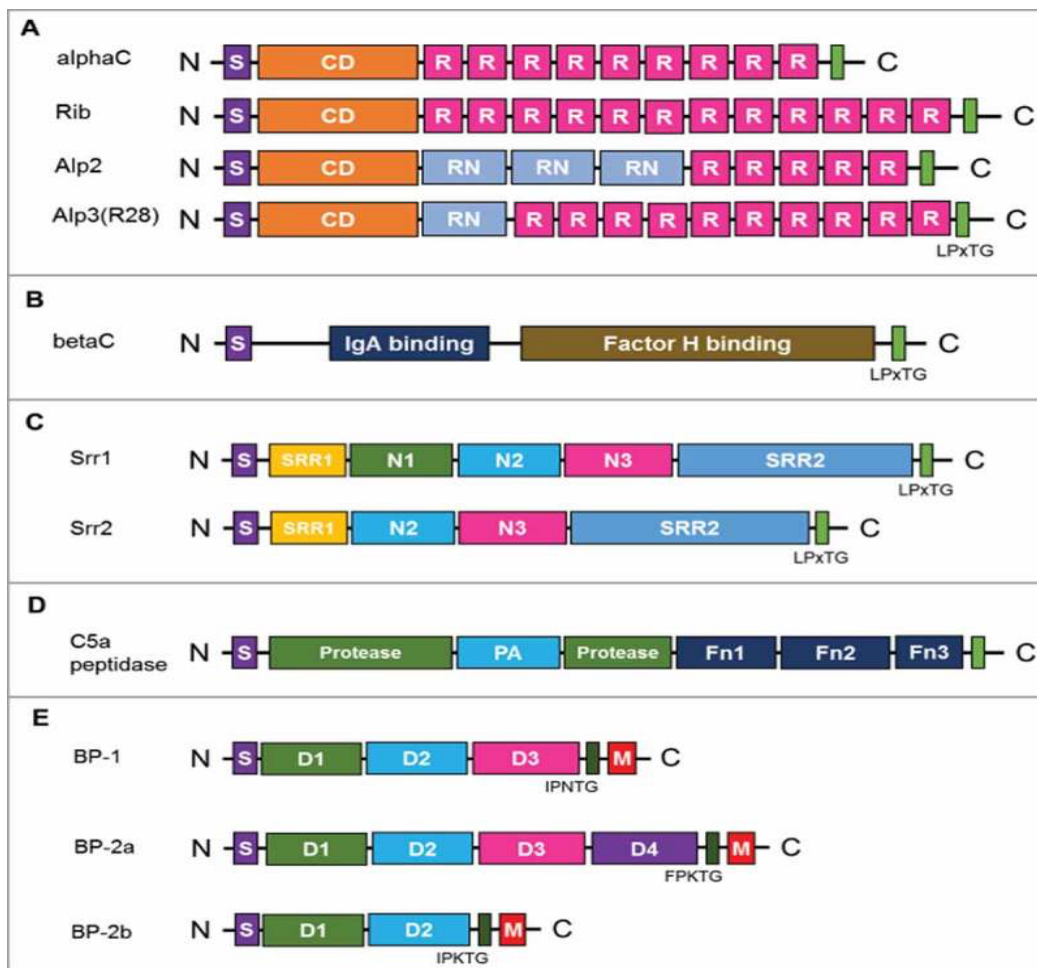 A
alphaC N S CD R R R R R R R R R C
Rib N S CD R R R R R R R R R R R R C
Alp2 N S CD RN RN RN R R R R R C
Alp3(R28) N S CD RN R R R R R R R R R R C
LPxTG
B
betaC N S IgA binding Factor H binding C
LPxTG
C
Srr1 N S SRR1 N1 N2 N3 SRR2 C
LPxTG
Srr2 N S SRR1 N2 N3 SRR2 C
LPxTG
D
C5a
peptidase N S Protease PA Protease Fn1 Fn2 Fn3 C
E
BP-1 N S D1 D2 D3 M C
IPNTG
BP-2a N S D1 D2 D3 D4 M C
FPKTG
BP-2b N S D1 D2 M C
IPKTG